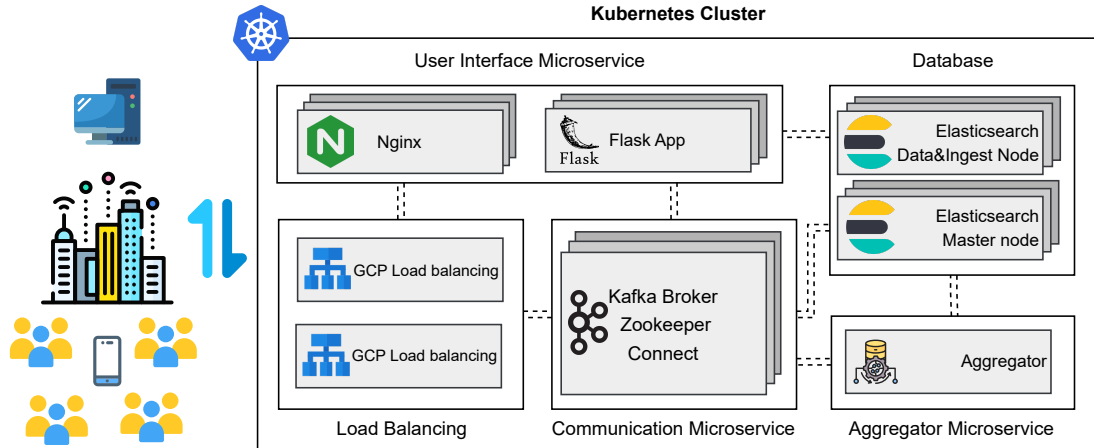 Kubernetes Cluster
User Interface Microservice
Database
N
Nginx
Flask
Flask App
Elasticsearch
Data&Ingest Node
Elasticsearch
Master node
GCP Load balancing
GCP Load balancing
Kafka Broker
Zookeeper
Connect
Aggregator
Load Balancing
Communication Microservice
Aggregator Microservice